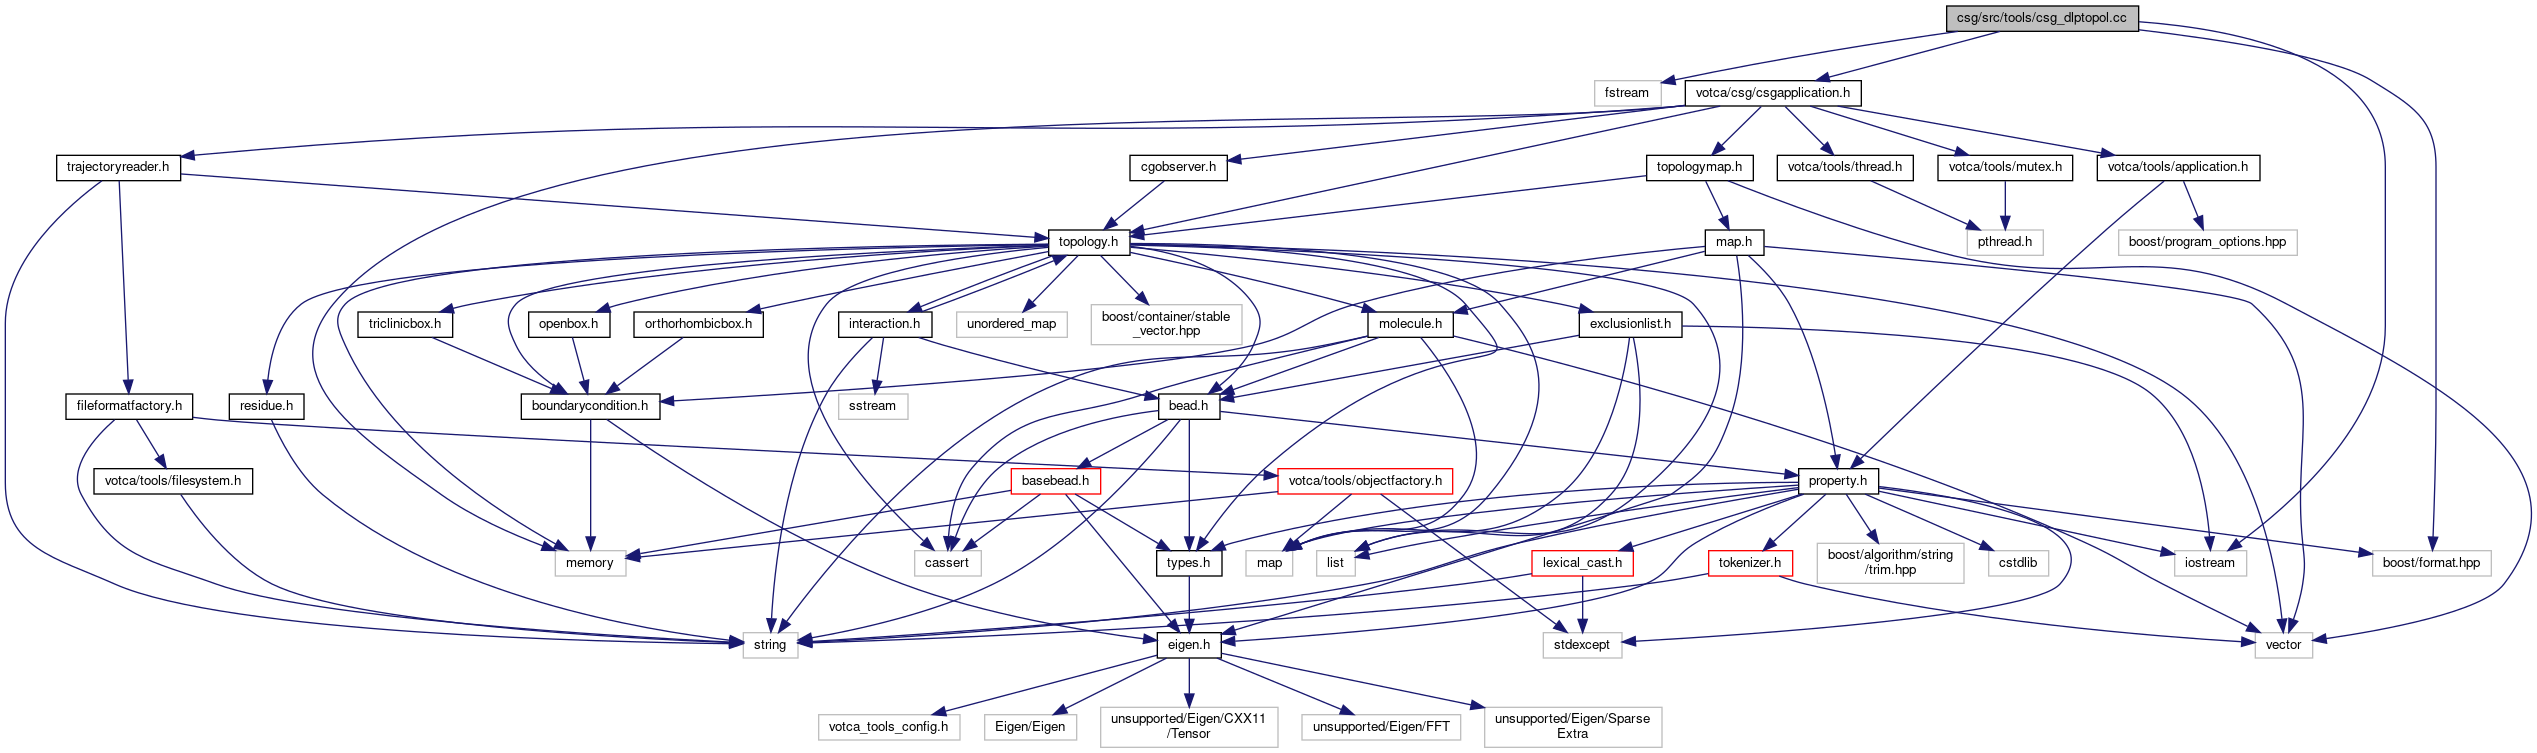 csg/src/tools/csg_dlptopol.cc
fstream
votca/csg/csgapplication.h
trajectoryreader.h
cgobserver.h
topologymap.h
votca/tools/thread.h
votca/tools/mutex.h
votca/tools/application.h
topology.h
map.h
pthread.h
boost/program_options.hpp
triclinicbox.h
openbox.h
orthorhombicbox.h
interaction.h
unordered_map
boost/container/stable
_vector.hpp
molecule.h
exclusionlist.h
fileformatfactory.h
residue.h
boundarycondition.h
sstream
bead.h
votca/tools/filesystem.h
basebead.h
votca/tools/objectfactory.h
property.h
memory
cassert
types.h
map
list
lexical_cast.h
tokenizer.h
boost/algorithm/string
/trim.hpp
cstdlib
iostream
boost/format.hpp
string
eigen.h
stdexcept
vector
votca_tools_config.h
Eigen/Eigen
unsupported/Eigen/CXX11
/Tensor
unsupported/Eigen/FFT
unsupported/Eigen/Sparse
Extra